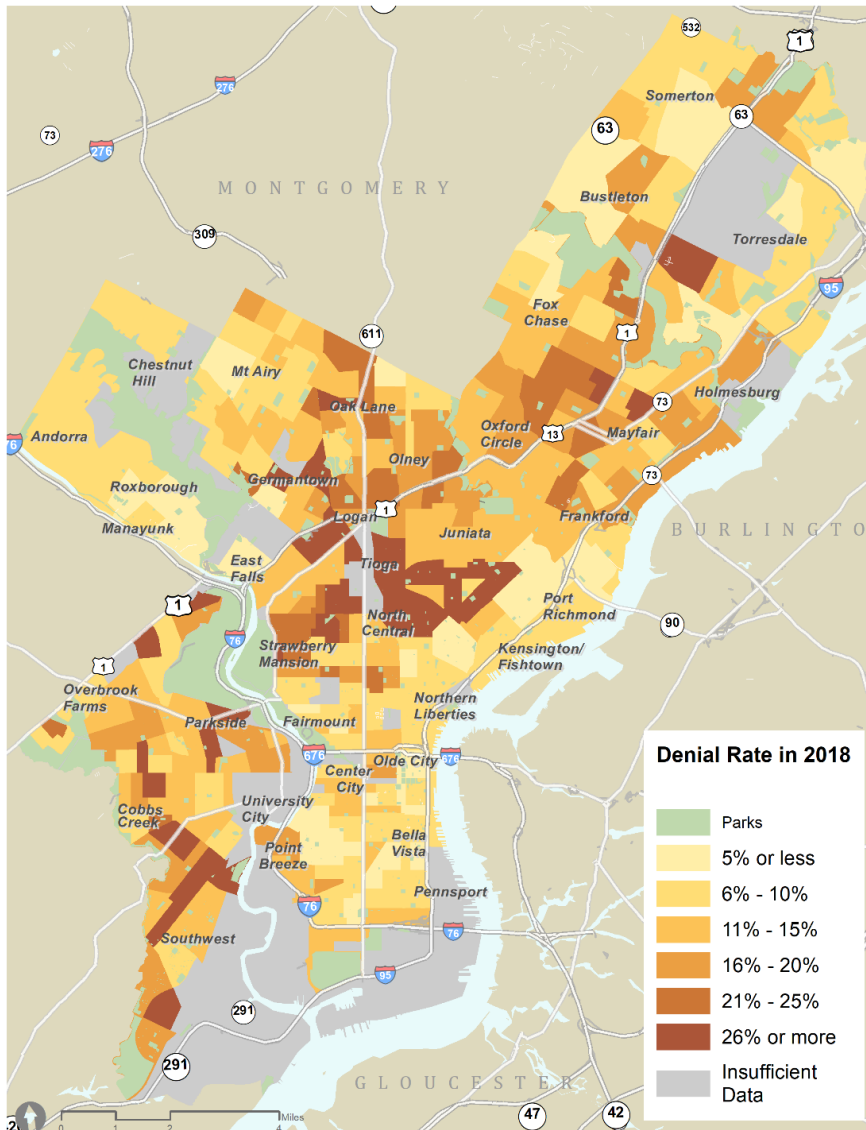 532
1
Somerton
276
63
63
73
276
MONTGOMERY
Bustleton
309
Torresdale
95
Fox
Chase
611
1
Chestnut
Hill
Mt Airy
Holmesburg
73
Oak Lane
Oxford
Circle
13
Mayfair
Andorra
76
Olney
Germantown
73
Roxborough
1
Logan
Frankford
Manayunk
Juniata
BURLINGTO
East
Falls
Tioga
1
Port
Richmond
76
North
Central
90
Strawberry
Mansion
Kensington/
Fishtown
1
Overbrook
Farms
Northern
Liberties
Parkside
Fairmount
676
Olde City
676
Center
City
University
City
Cobbs
Creek
Bella
Vista
Point
Breeze
Pennsport
76
76
Southwest
95
291
291
GLOUCESTER
47
42
Denial Rate in 2018
Parks
5% or less
6% - 10%
11% - 15%
16% - 20%
21% - 25%
26% or more
Insufficient
Data
Miles
0
1
2
4